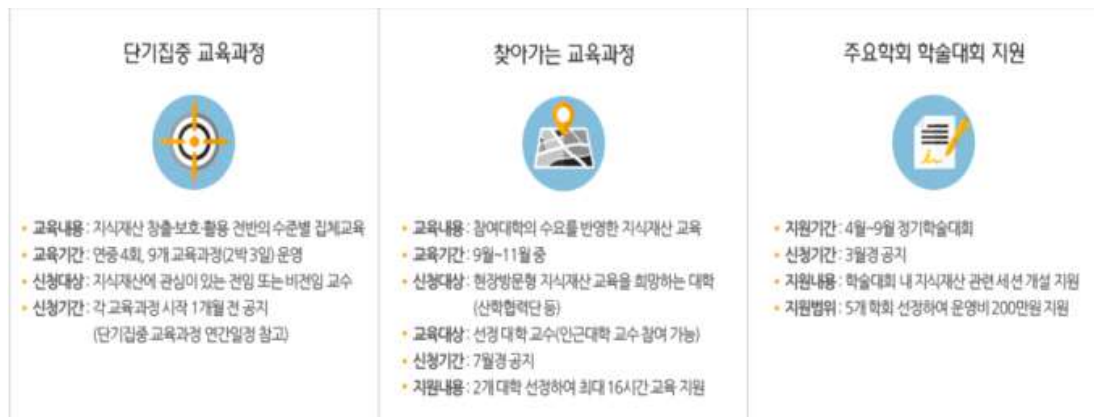 단기집중 교육과정
• 교육내용 : 지식재산 창출·보호·활용 전반의 수준별 집체교육
• 교육기간 : 연중 4회, 9개 교육과정(2박 3일) 운영
• 신청대상 : 지식재산에 관심이 있는 전임 또는 비전임 교수
• 신청기간 : 각 교육과정 시작 1개월 전 공지
(단기집중 교육과정 연간일정 참고)
찾아가는 교육과정
• 교육내용 : 참여대학의 수요를 반영한 지식재산 교육
• 교육기간 : 9월~11월 중
• 신청대상 : 현장방문형 지식재산 교육을 희망하는 대학
(산학협력단 등)
• 교육대상 : 선정 대학 교수(인근대학 교수 참여 가능)
• 신청기간 : 7월경 공지
• 지원내용 : 2개 대학 선정하여 최대 16시간 교육 지원
주요학회 학술대회 지원
• 지원기간 : 4월~9월 정기학술대회
• 신청기간 : 3월경 공지
• 지원내용 : 학술대회 내 지식재산 관련 세션 개설 지원
• 지원범위 : 5개 학회 선정하여 운영비 200만원 지원